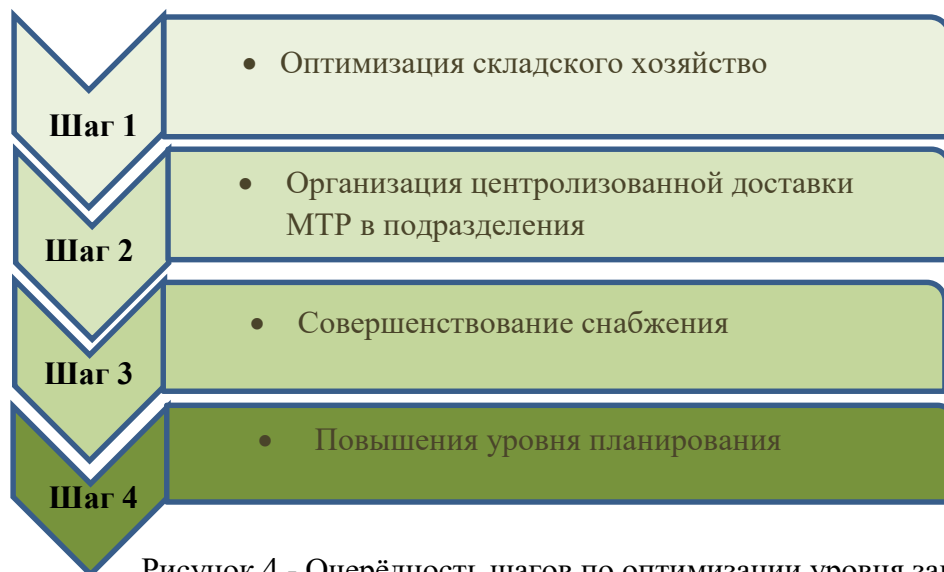 Шаг 1
• Оптимизация складского хозяйство
Шаг 2
• Организация центролизованной доставки
МТР в подразделения
Шаг 3
• Совершенствование снабжения
Шаг 4
• Повышения уровня планирования
Рисунок 4 - Очерёдность шагов по оптимизации уровня